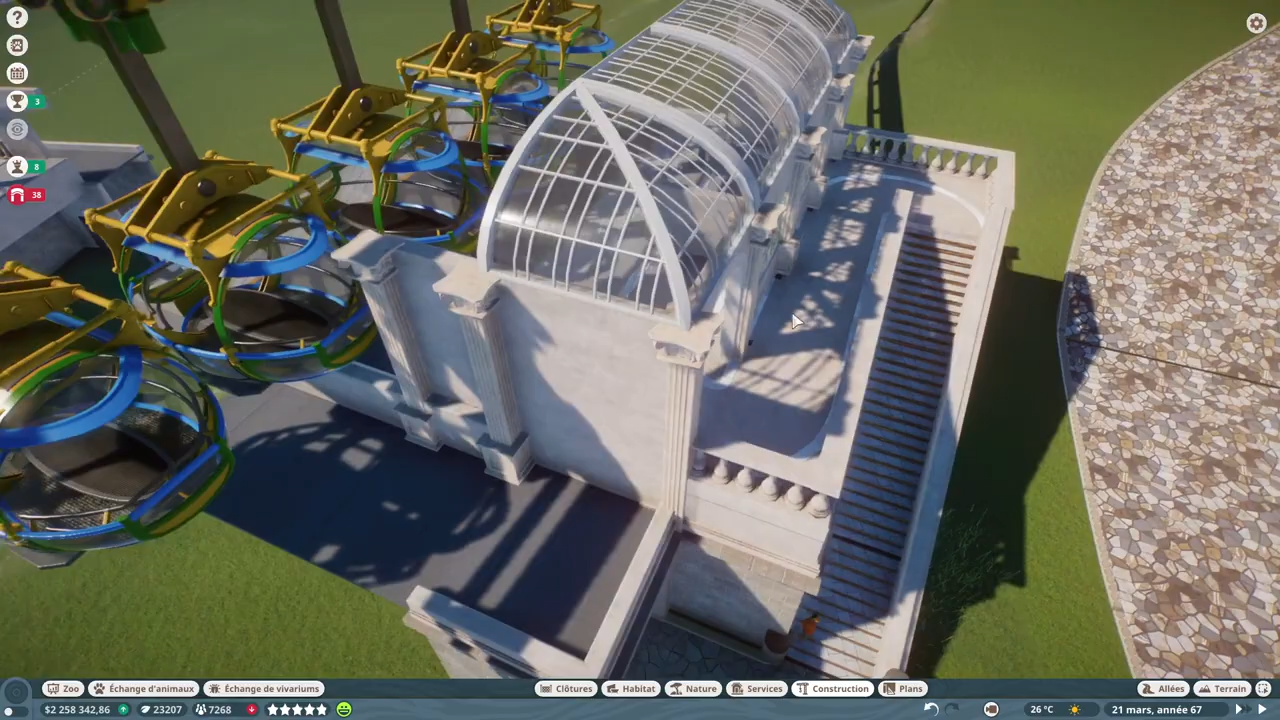 3
8
38
Zoo
Échange d'animaux
Échange de vivariums
Clôtures
Habitat
Nature
Services
Construction
Plans
Allées
Terrain
$2 258 342,86
23207
7268
26 °C
21 mars, année 67